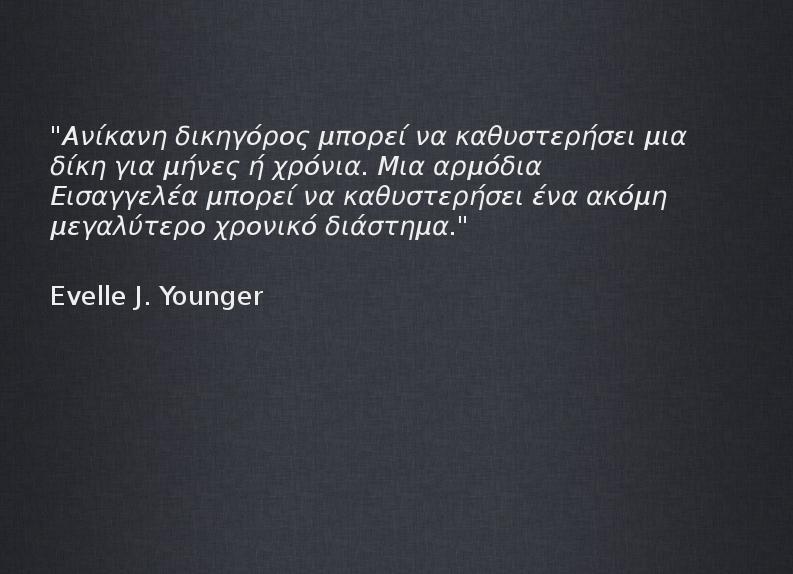 "Ανίκανη δικηγόρος μπορεί να καθυστερήσει μια
δίκη για μήνες ή χρόνια. Μια αρμόδια
Εισαγγελέα μπορεί να καθυστερήσει ένα ακόμη
μεγαλύτερο χρονικό διάστημα."
Evelle J. Younger